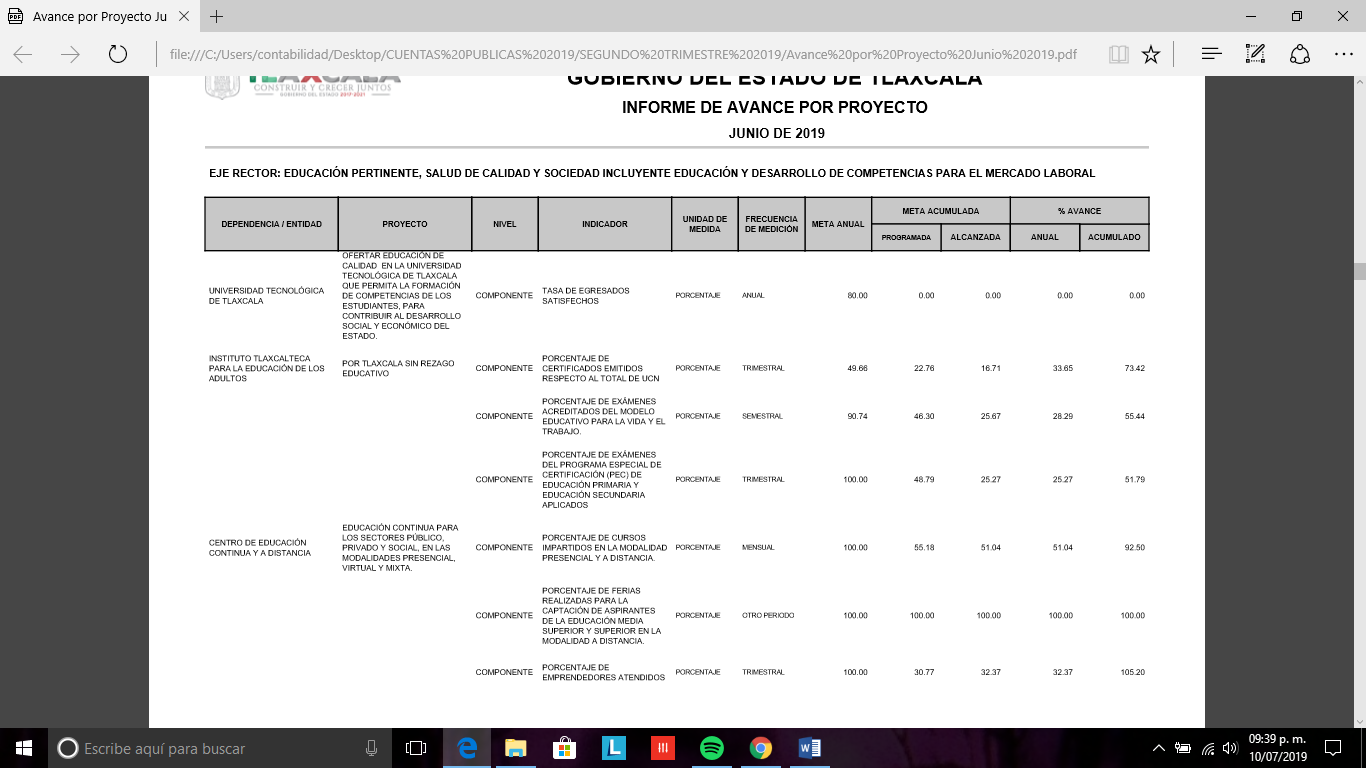 Avance por Proyecto Ju
file:///C:/Users/contabilidad/Desktop/CUENTAS%20PUBLICAS%202019/SEGUNDO%20TRIMESTRE%202019/Avance%20por%20Proyecto%20Junio%202019.pdf
TLAXCALA
CONSTRUIR Y CRECER JUNTOS
GOBIERNO DEL ESTADO 2017-2021
GOBIERNO DEL ESTADO DE TLAXCALA
INFORME DE AVANCE POR PROYECTO
JUNIO DE 2019
EJE RECTOR: EDUCACIÓN PERTINENTE, SALUD DE CALIDAD Y SOCIEDAD INCLUYENTE EDUCACIÓN Y DESARROLLO DE COMPETENCIAS PARA EL MERCADO LABORAL
DEPENDENCIA / ENTIDAD
PROYECTO
NIVEL
INDICADOR
UNIDAD DE
MEDIDA
FRECUENCIA
DE MEDICIÓN
META ANUAL
META ACUMULADA
PROGRAMADA
ALCANZADA
% AVANCE
ANUAL
ACUMULADO
UNIVERSIDAD TECNOLÓGICA
DE TLAXCALA
OFERTAR EDUCACIÓN DE
CALIDAD EN LA UNIVERSIDAD
TECNOLÓGICA DE TLAXCALA
QUE PERMITA LA FORMACIÓN
DE COMPETENCIAS DE LOS
ESTUDIANTES, PARA
CONTRIBUIR AL DESARROLLO
SOCIAL Y ECONÓMICO DEL
ESTADO.
COMPONENTE
TASA DE EGRESADOS
SATISFECHOS
PORCENTAJE
ANUAL
80.00
0.00
0.00
0.00
0.00
INSTITUTO TLAXCALTECA
PARA LA EDUCACIÓN DE LOS
ADULTOS
POR TLAXCALA SIN REZAGO
EDUCATIVO
COMPONENTE
PORCENTAJE DE
CERTIFICADOS EMITIDOS
RESPECTO AL TOTAL DE UCN
PORCENTAJE
TRIMESTRAL
49.66
22.76
16.71
33.65
73.42
COMPONENTE
PORCENTAJE DE EXÁMENES
ACREDITADOS DEL MODELO
EDUCATIVO PARA LA VIDA Y EL
TRABAJO.
PORCENTAJE
SEMESTRAL
90.74
46.30
25.67
28.29
55.44
COMPONENTE
PORCENTAJE DE EXÁMENES
DEL PROGRAMA ESPECIAL DE
CERTIFICACIÓN (PEC) DE
EDUCACIÓN PRIMARIA Y
EDUCACIÓN SECUNDARIA
APLICADOS
PORCENTAJE
TRIMESTRAL
100.00
48.79
25.27
25.27
51.79
CENTRO DE EDUCACIÓN
CONTINUA Y A DISTANCIA
EDUCACIÓN CONTINUA PARA
LOS SECTORES PÚBLICO,
PRIVADO Y SOCIAL, EN LAS
MODALIDADES PRESENCIAL,
VIRTUAL Y MIXTA.
COMPONENTE
PORCENTAJE DE CURSOS
IMPARTIDOS EN LA MODALIDAD
PRESENCIAL Y A DISTANCIA.
PORCENTAJE
MENSUAL
100.00
55.18
51.04
51.04
92.50
COMPONENTE
PORCENTAJE DE FERIAS
REALIZADAS PARA LA
CAPTACIÓN DE ASPIRANTES
DE LA EDUCACIÓN MEDIA
SUPERIOR Y SUPERIOR EN LA
MODALIDAD A DISTANCIA.
PORCENTAJE
OTRO PERIODO
100.00
100.00
100.00
100.00
100.00
COMPONENTE
PORCENTAJE DE
EMPRENDEDORES ATENDIDOS
PORCENTAJE
TRIMESTRAL
100.00
30.77
32.37
32.37
105.20
Escribe aquí para buscar
09:39 p. m.
10/07/2019